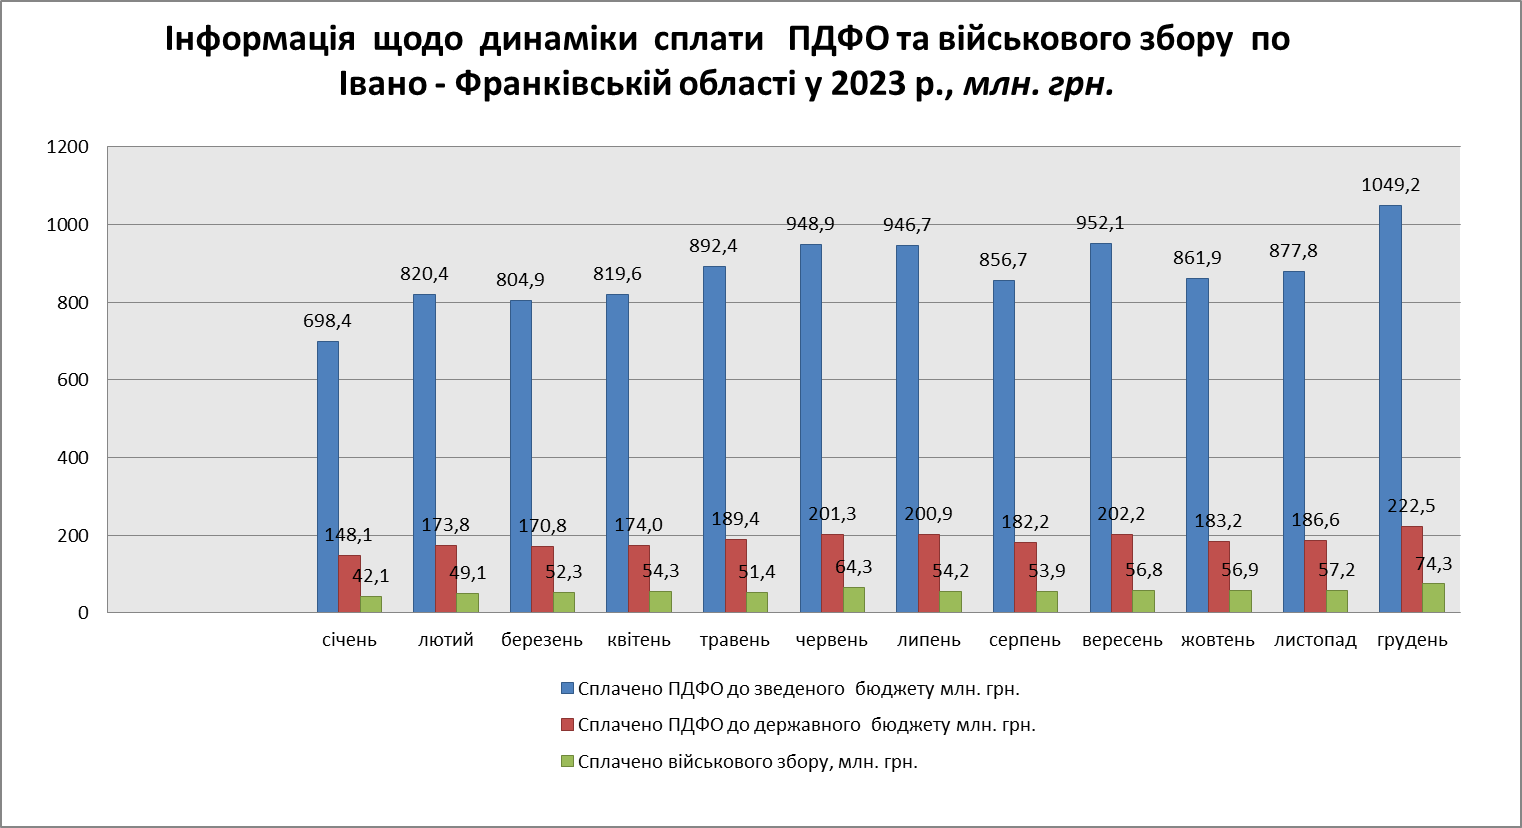 Інформація щодо динаміки сплати ПДФО та військового збору по
Івано - Франківській області у 2023 р., млн. грн.
1200
1000
800
600
400
200
0
698,4
820,4
804,9
819,6
892,4
948,9
946,7
856,7
952,1
861,9
877,8
1049,2
148,1
173,8
170,8
174,0
189,4
201,3
200,9
182,2
202,2
183,2
186,6
222,5
42,1
49,1
52,3
54,3
51,4
64,3
54,2
53,9
56,8
56,9
57,2
74,3
січень
лютий
березень
квітень
травень
червень
липень
серпень
вересень
жовтень
листопад
грудень
Сплачено ПДФО до зведеного бюджету млн. грн.
Сплачено ПДФО до державного бюджету млн. грн.
Сплачено військового збору, млн. грн.